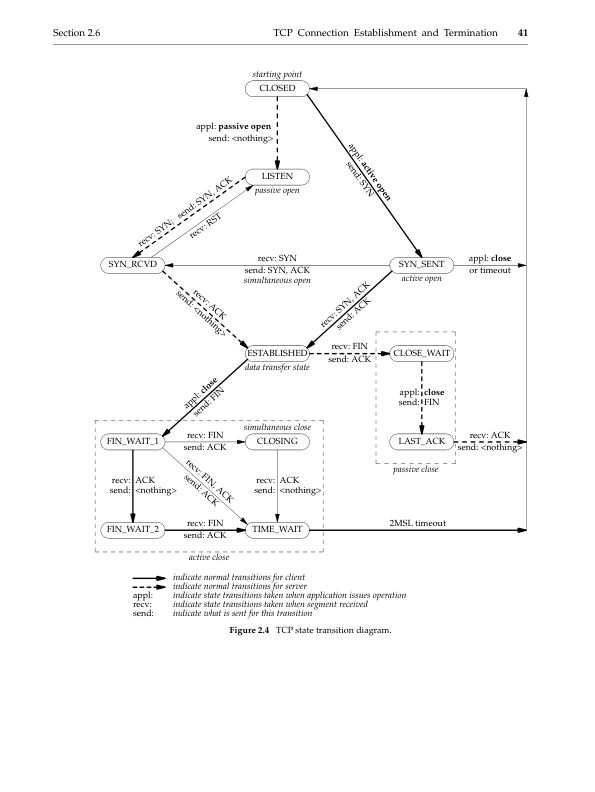 Section 2.6 TCP Connection Establishment and Termination 41
starting point
CLOSED
appl: passive open
send: <nothing>
appl: active open
send: SYN
LISTEN
passive open
recv: SYN; send: SYN, ACK
recv: RST
SYN_RCVD
recv: SYN
send: SYN, ACK
simultaneous open
SYN_SENT
active open
appl: close
or timeout
recv: ACK
send: <nothing>
recv: SYN, ACK
send: ACK
ESTABLISHED
data transfer state
recv: FIN
send: ACK
CLOSE_WAIT
appl: close
send: FIN
appl: close
send: FIN
LAST_ACK
recv: ACK
send: <nothing>
passive close
simultaneous close
FIN_WAIT_1
recv: FIN
send: ACK
CLOSING
recv: ACK
send: <nothing>
recv: FIN, ACK
send: ACK
recv: ACK
send: <nothing>
FIN_WAIT_2
recv: FIN
send: ACK
TIME_WAIT
2MSL timeout
active close
indicate normal transitions for client
indicate normal transitions for server
appl: indicate state transitions taken when application issues operation
recv: indicate state transitions taken when segment received
send: indicate what is sent for this transition
Figure 2.4 TCP state transition diagram.